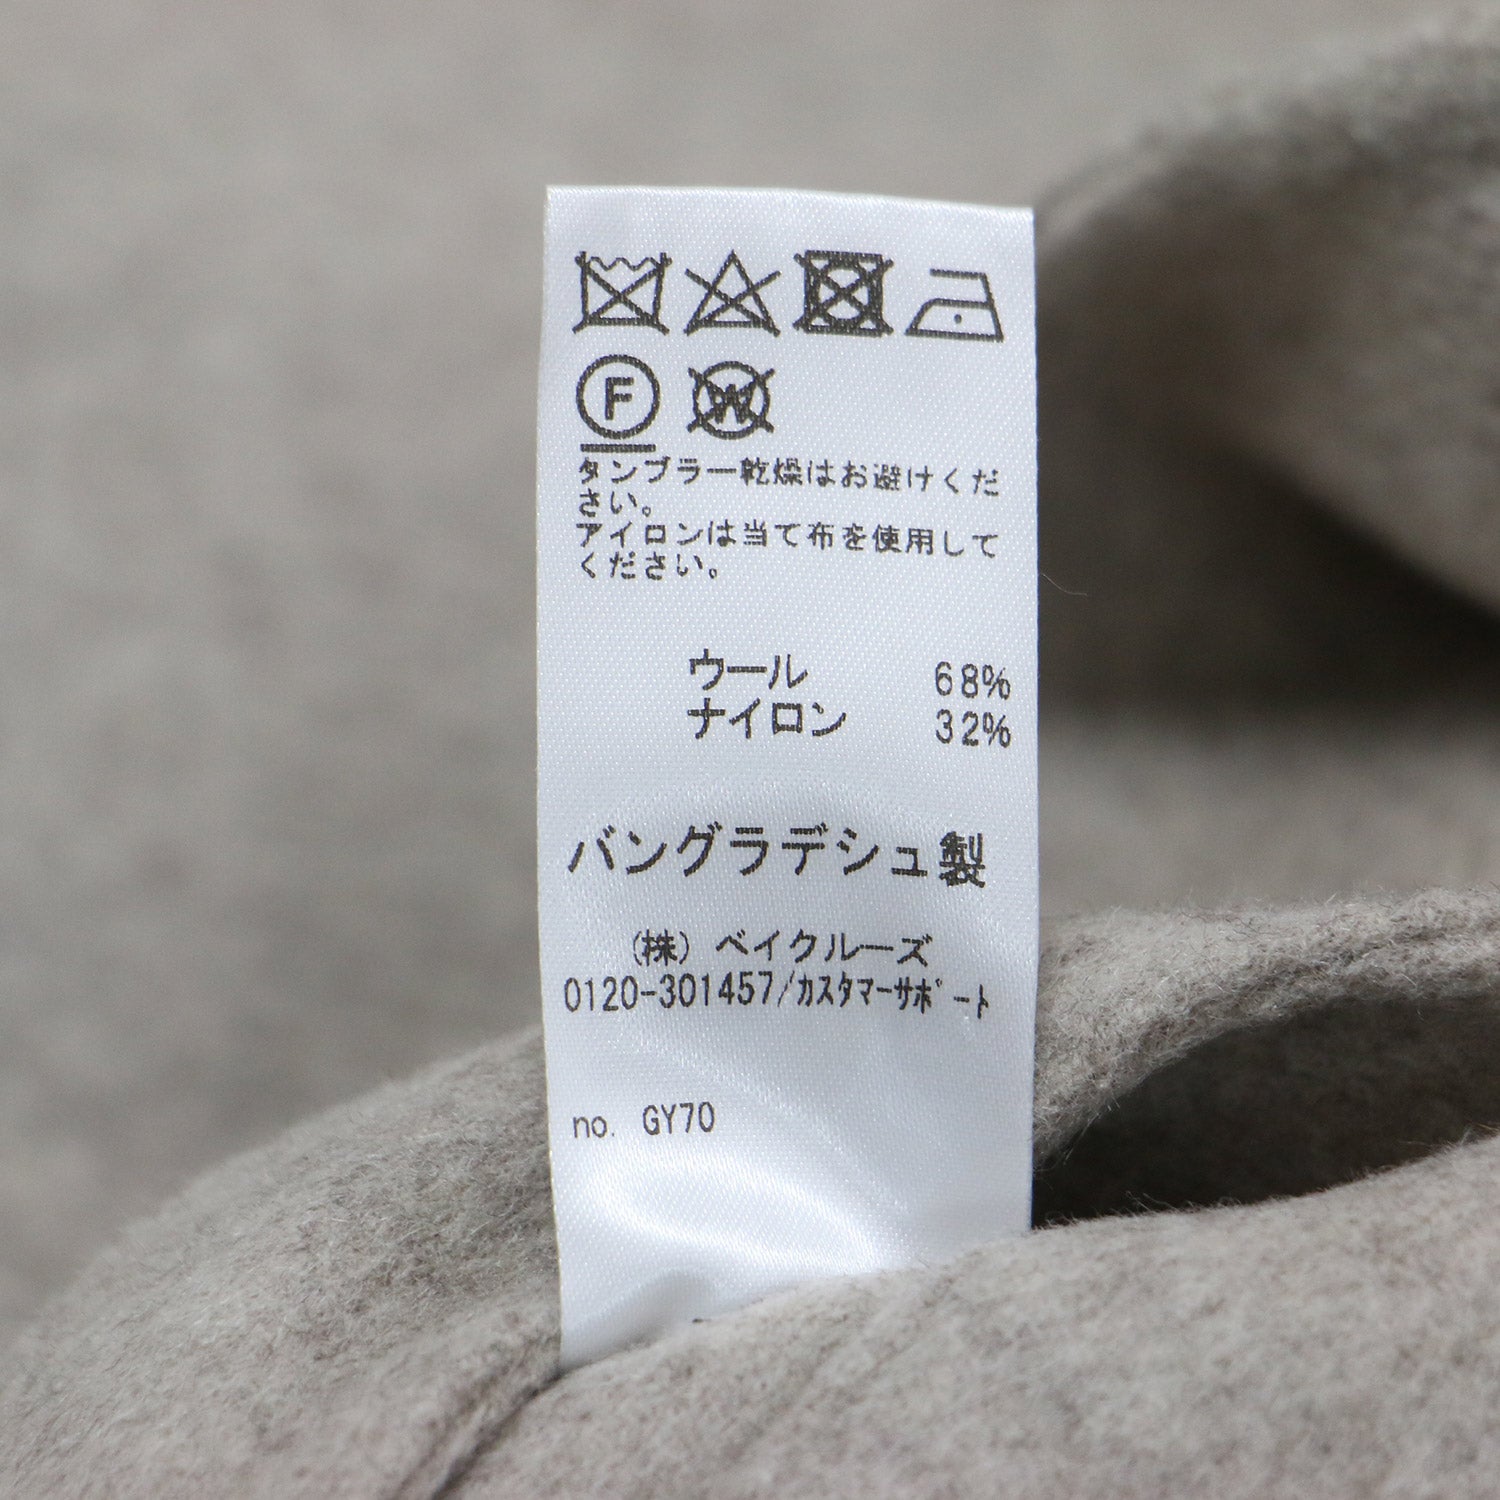 F W
タンブラー乾燥はお避けくだ
さい。
アイロンは当て布を使用して
ください。
ウール 68%
ナイロン 32%
バングラデシュ製
(株) ベイクルーズ
0120-301457/ｶｽﾀﾏｰｻﾎﾟｰﾄ
no. GY70